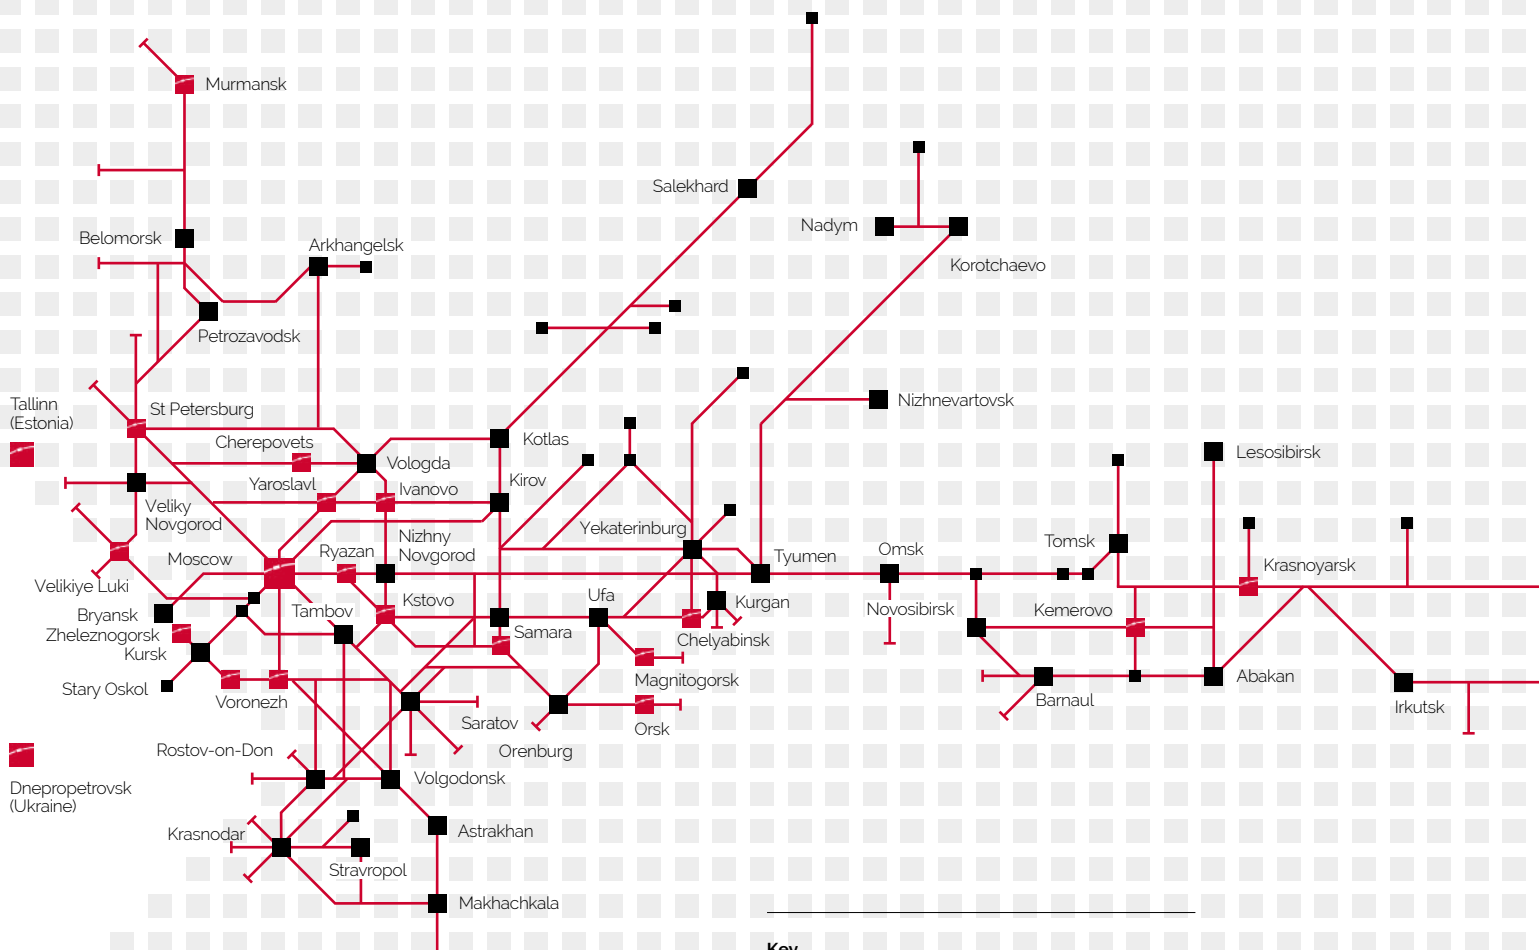 Murmansk
Salekhard
Nadym
Belomorsk
Arkhangelsk
Korotchaevo
Petrozavodsk
Nizhnevartovsk
Tallinn
(Estonia)
St Petersburg
Cherepovets
Kotlas
Vologda
Lesosibirsk
Yaroslavl
Ivanovo
Kirov
Veliky
Novgorod
Nizhny
Novgorod
Yekaterinburg
Moscow
Ryazan
Tyumen
Omsk
Tomsk
Krasnoyarsk
Velikiye Luki
Bryansk
Tambov
Kstovo
Ufa
Kurgan
Novosibirsk
Kemerovo
Zheleznogorsk
Kursk
Samara
Chelyabinsk
Stary Oskol
Voronezh
Magnitogorsk
Abakan
Barnaul
Irkutsk
Saratov
Orsk
Orenburg
Rostov-on-Don
Volgodonsk
Dnepropetrovsk
(Ukraine)
Krasnodar
Astrakhan
Stravropol
Makhachkala
Key